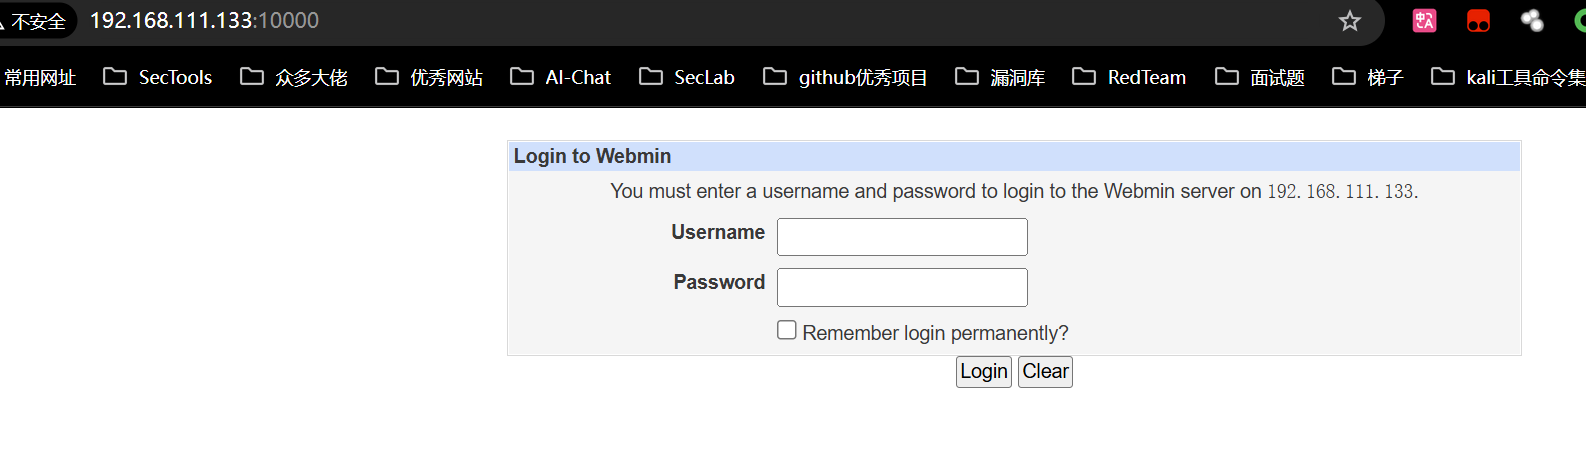 不安全 192.168.111.133:10000
常用网址 SecTools 众多大佬 优秀网站 AI-Chat SecLab github优秀项目 漏洞库 RedTeam 面试题 梯子 kali工具命令集
Login to Webmin
You must enter a username and password to login to the Webmin server on 192.168.111.133.
Username
Password
Remember login permanently?
Login Clear